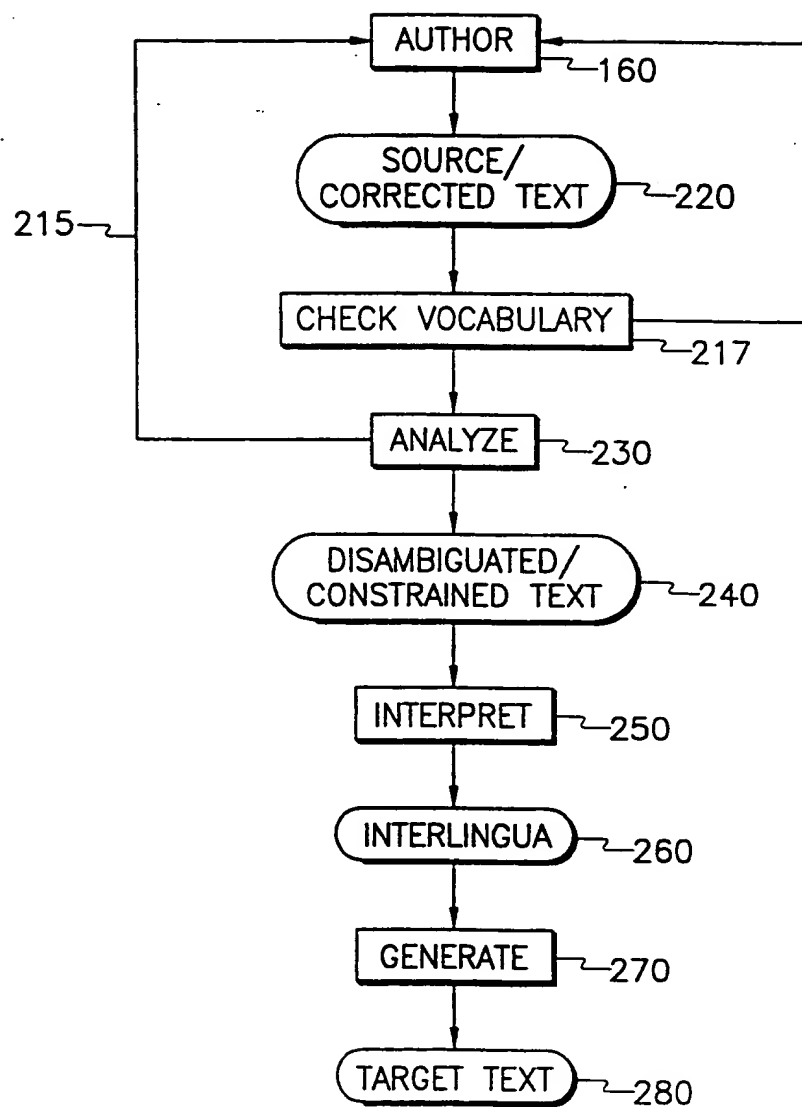 AUTHOR
160
SOURCE/
CORRECTED TEXT
220
215
CHECK VOCABULARY
217
ANALYZE
230
DISAMBIGUATED/
CONSTRAINED TEXT
240
INTERPRET
250
INTERLINGUA
260
GENERATE
270
TARGET TEXT
280